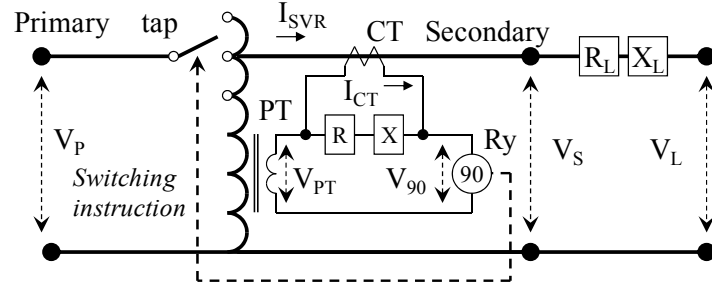 Primary tap I_SVR CT Secondary
R_L X_L
I_CT
PT
R X Ry
V_P V_PT V_90 90 V_S V_L
Switching
instruction